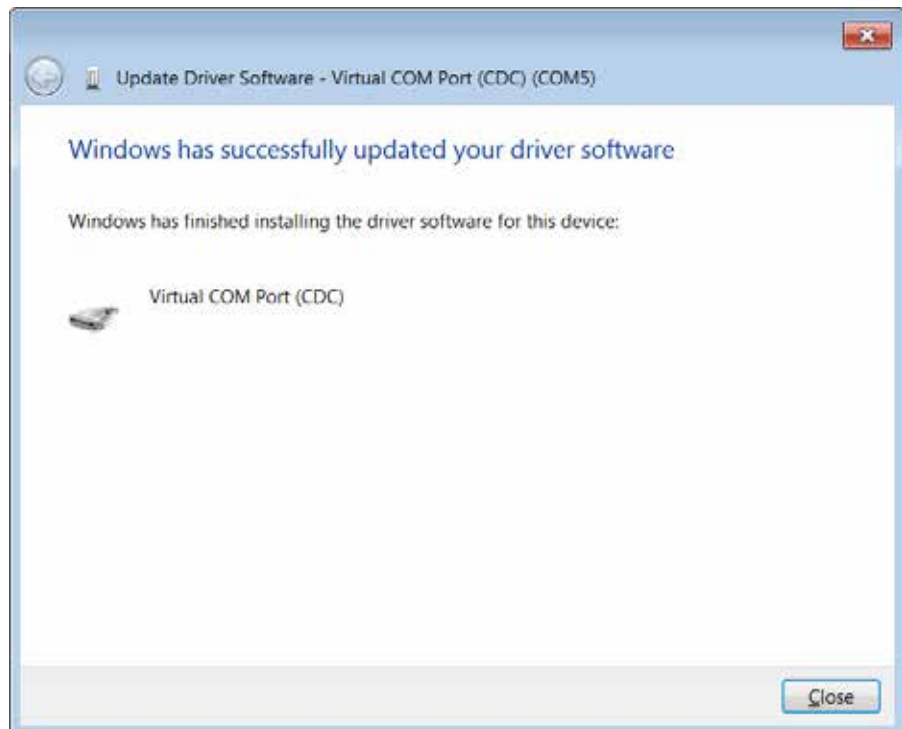 Update Driver Software - Virtual COM Port (CDC) (COM5)
Windows has successfully updated your driver software
Windows has finished installing the driver software for this device:
Virtual COM Port (CDC)
Close